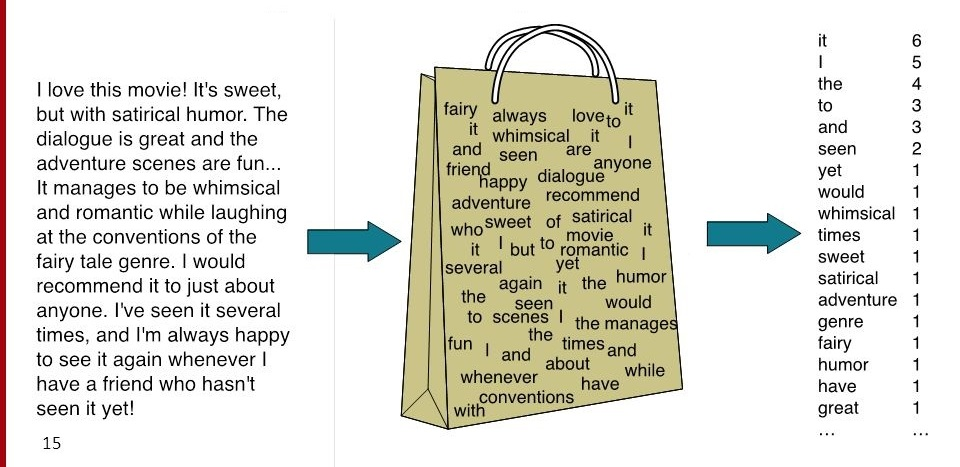 I love this movie! It's sweet,
but with satirical humor. The
dialogue is great and the
adventure scenes are fun...
It manages to be whimsical
and romantic while laughing
at the conventions of the
fairy tale genre. I would
recommend it to just about
anyone. I've seen it several
times, and I'm always happy
to see it again whenever I
have a friend who hasn't
seen it yet!
15
fairy always love to it
it whimsical it I
and seen are anyone
friend happy dialogue
adventure recommend
who sweet of satirical
it I but to movie romantic it I
several yet
again it the humor
the seen would
to scenes I the manages
fun I and the times and
about while
whenever have
conventions
with
it 6
I 5
the 4
to 3
and 3
seen 2
yet 1
would 1
whimsical 1
times 1
sweet 1
satirical 1
adventure 1
genre 1
fairy 1
humor 1
have 1
great 1
... ...